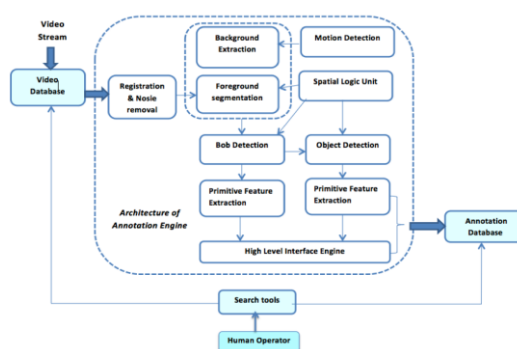 Video
Stream
Video
Database
Background
Extraction
Motion Detection
Registration
& Nosie
removal
Foreground
segmentation
Spatial Logic Unit
Bob Detection
Object Detection
Primitive Feature
Extraction
Primitive Feature
Extraction
Architecture of
Annotation Engine
High Level Interface Engine
Annotation
Database
Search tools
Human Operator